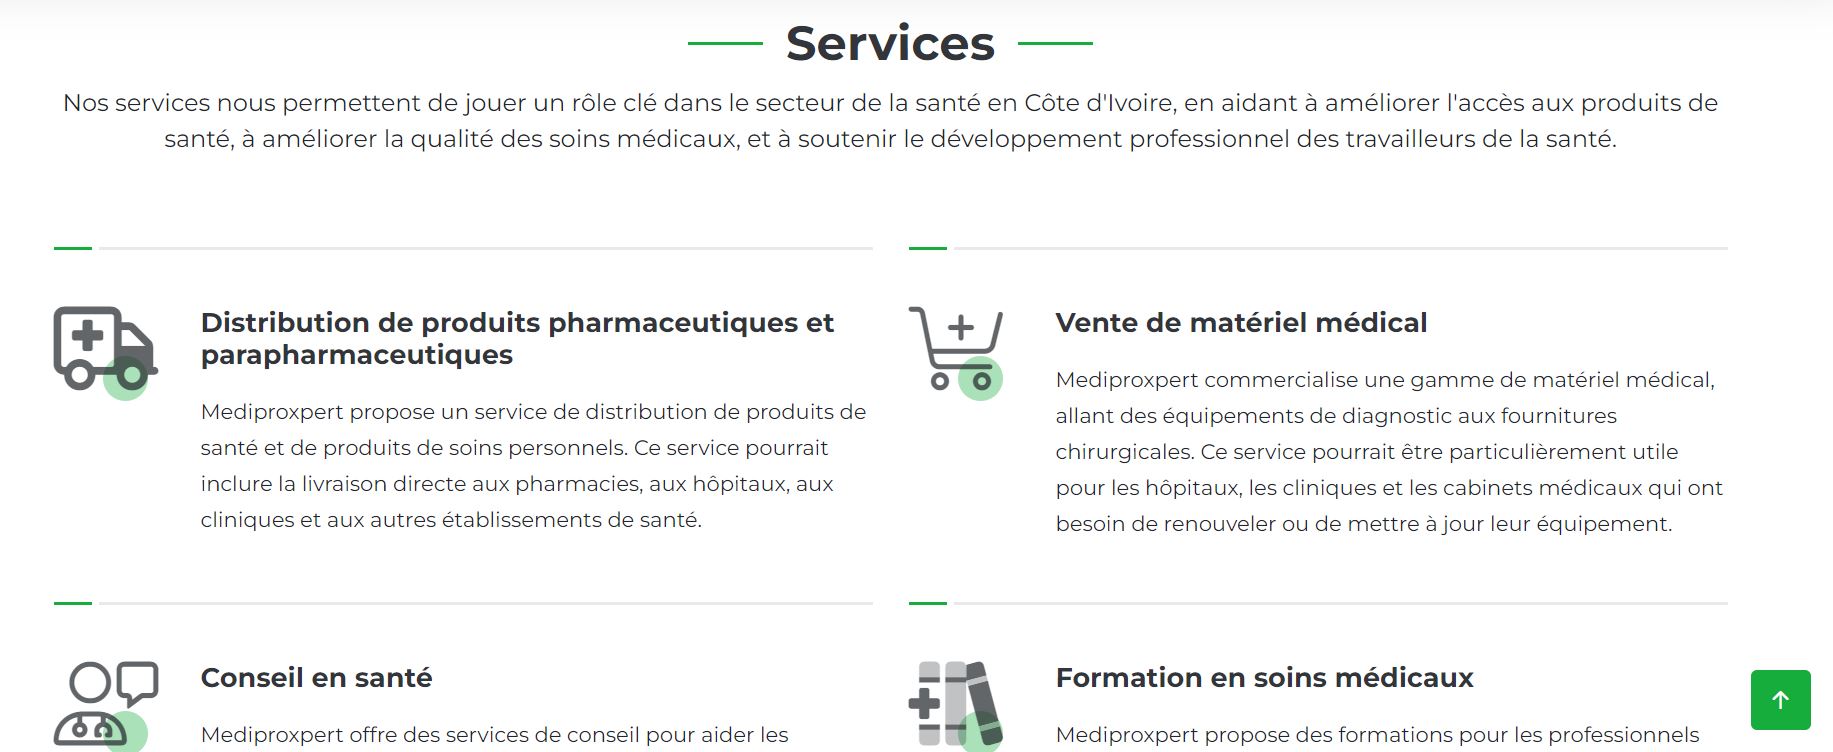 Services
Nos services nous permettent de jouer un rôle clé dans le secteur de la santé en Côte d'Ivoire, en aidant à améliorer l'accès aux produits de
santé, à améliorer la qualité des soins médicaux, et à soutenir le développement professionnel des travailleurs de la santé.
Distribution de produits pharmaceutiques et
parapharmaceutiques
Mediproxpert propose un service de distribution de produits de
santé et de produits de soins personnels. Ce service pourrait
inclure la livraison directe aux pharmacies, aux hôpitaux, aux
cliniques et aux autres établissements de santé.
Vente de matériel médical
Mediproxpert commercialise une gamme de matériel médical,
allant des équipements de diagnostic aux fournitures
chirurgicales. Ce service pourrait être particulièrement utile
pour les hôpitaux, les cliniques et les cabinets médicaux qui ont
besoin de renouveler ou de mettre à jour leur équipement.
Conseil en santé
Mediproxpert offre des services de conseil pour aider les
Formation en soins médicaux
Mediproxpert propose des formations pour les professionnels